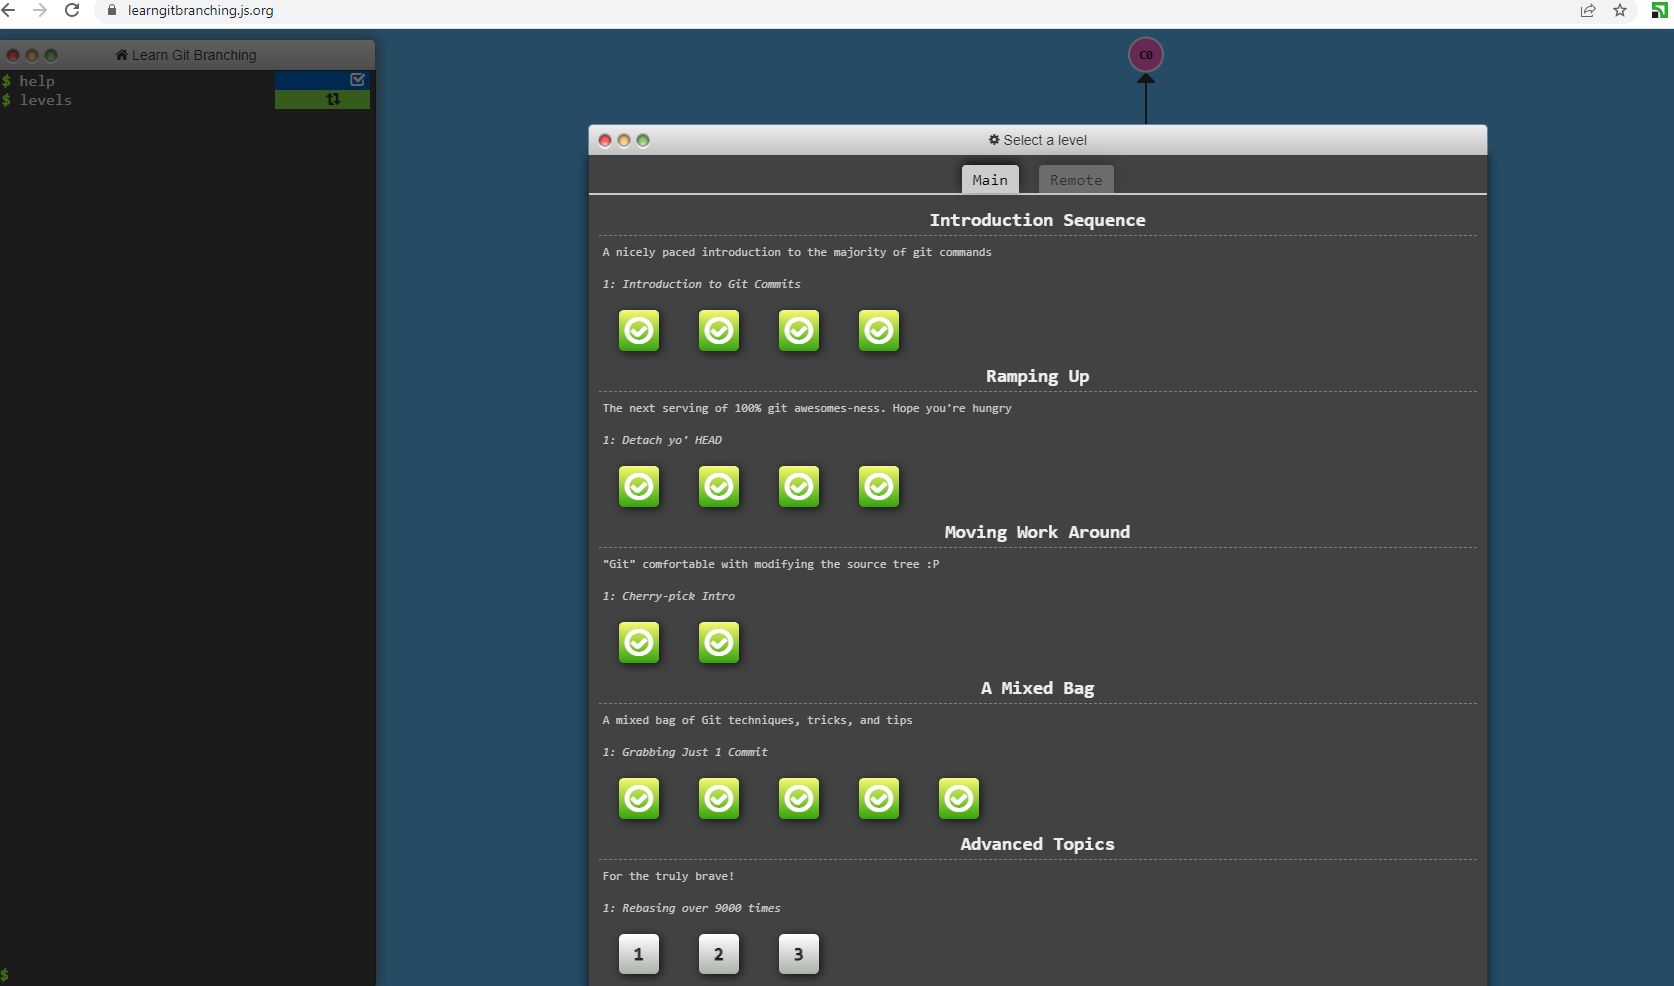 learngitbranching.js.org
Learn Git Branching
$ help
$ levels
$
C0
Select a level
Main
Remote
Introduction Sequence
A nicely paced introduction to the majority of git commands
1: Introduction to Git Commits
Ramping Up
The next serving of 100% git awesomes-ness. Hope you're hungry
1: Detach yo' HEAD
Moving Work Around
"Git" comfortable with modifying the source tree :P
1: Cherry-pick Intro
A Mixed Bag
A mixed bag of Git techniques, tricks, and tips
1: Grabbing Just 1 Commit
Advanced Topics
For the truly brave!
1: Rebasing over 9000 times
1 2 3